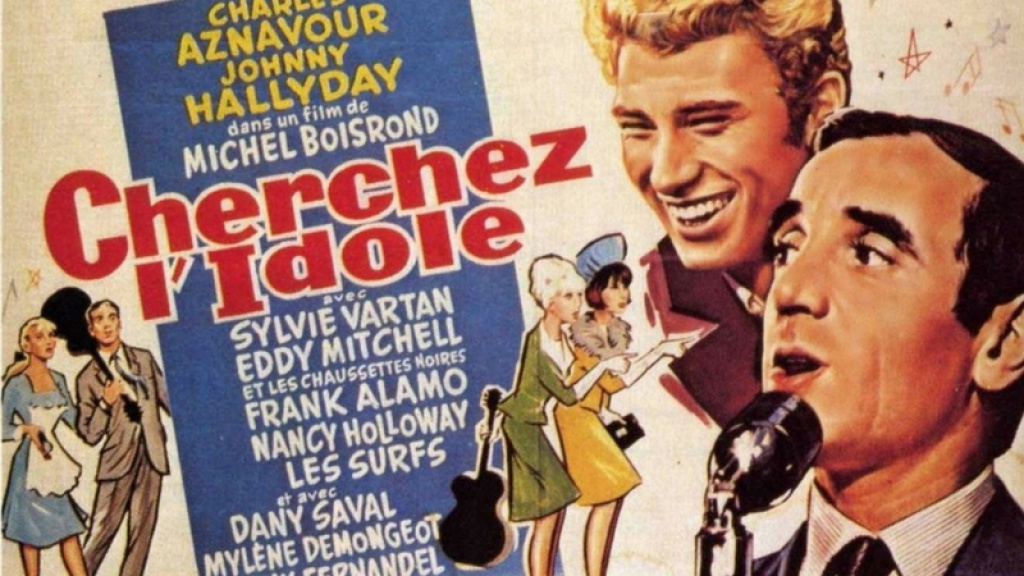 CHARLES
AZNAVOUR
JOHNNY
HALLYDAY
dans un film de
MICHEL BOISROND
Cherchez
l'Idole
avec
SYLVIE VARTAN
EDDY MITCHELL
ET LES CHAUSSETTES NOIRES
FRANK ALAMO
NANCY HOLLOWAY
LES SURFS
et avec
DANY SAVAL
MYLÈNE DEMONGEOT
FERNANDEL